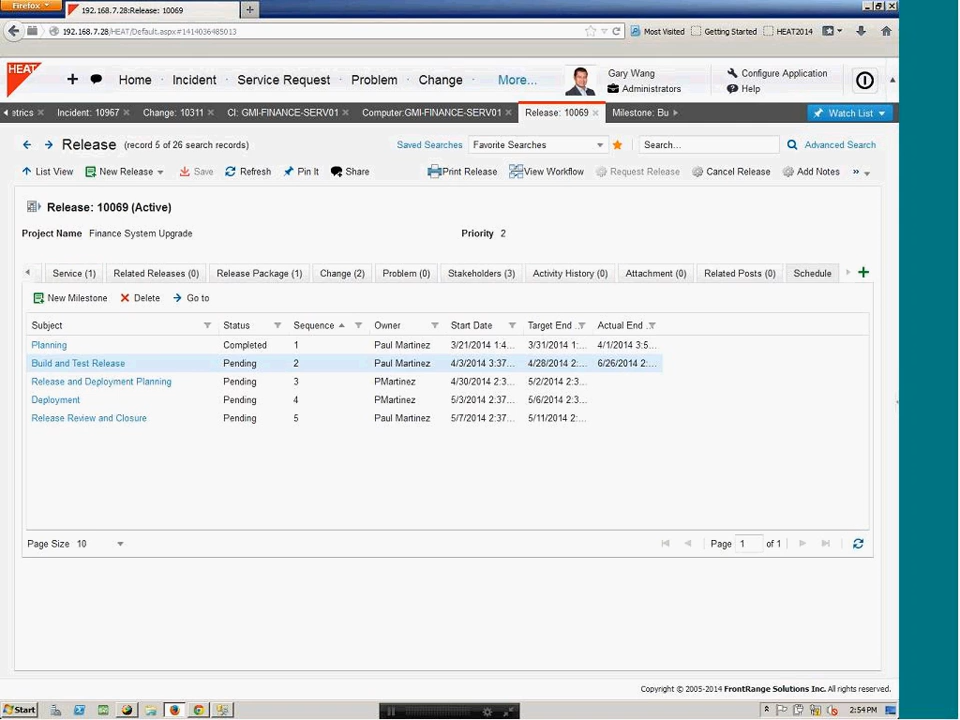 Firefox
192.168.7.28:Release: 10069
192.168.7.28/HEAT/Default.aspx#1414036485013
Most Visited Getting Started HEAT2014
HEAT
Home Incident Service Request Problem Change More...
Gary Wang
Administrators
Configure Application
Help
etrics Incident: 10967 Change: 10311 CI: GMI-FINANCE-SERV01 Computer:GMI-FINANCE-SERV01 Release: 10069 Milestone: Bu Watch List
Release (record 5 of 26 search records) Saved Searches Favorite Searches Search... Advanced Search
List View New Release Save Refresh Pin It Share Print Release View Workflow Request Release Cancel Release Add Notes »
Release: 10069 (Active)
Project Name Finance System Upgrade Priority 2
Service (1) Related Releases (0) Release Package (1) Change (2) Problem (0) Stakeholders (3) Activity History (0) Attachment (0) Related Posts (0) Schedule
New Milestone Delete Go to
Subject Status Sequence Owner Start Date Target End ... Actual End ...
Planning Completed 1 Paul Martinez 3/21/2014 1:4... 3/31/2014 1:... 4/1/2014 3:5...
Build and Test Release Pending 2 Paul Martinez 4/3/2014 3:37... 4/28/2014 2:... 6/26/2014 2:...
Release and Deployment Planning Pending 3 PMartinez 4/30/2014 2:3... 5/2/2014 2:3...
Deployment Pending 4 PMartinez 5/3/2014 2:37... 5/6/2014 2:3...
Release Review and Closure Pending 5 Paul Martinez 5/7/2014 2:37... 5/11/2014 2:...
Page Size 10 Page 1 of 1
Copyright © 2005-2014 FrontRange Solutions Inc. All rights reserved.
Start 2:54 PM